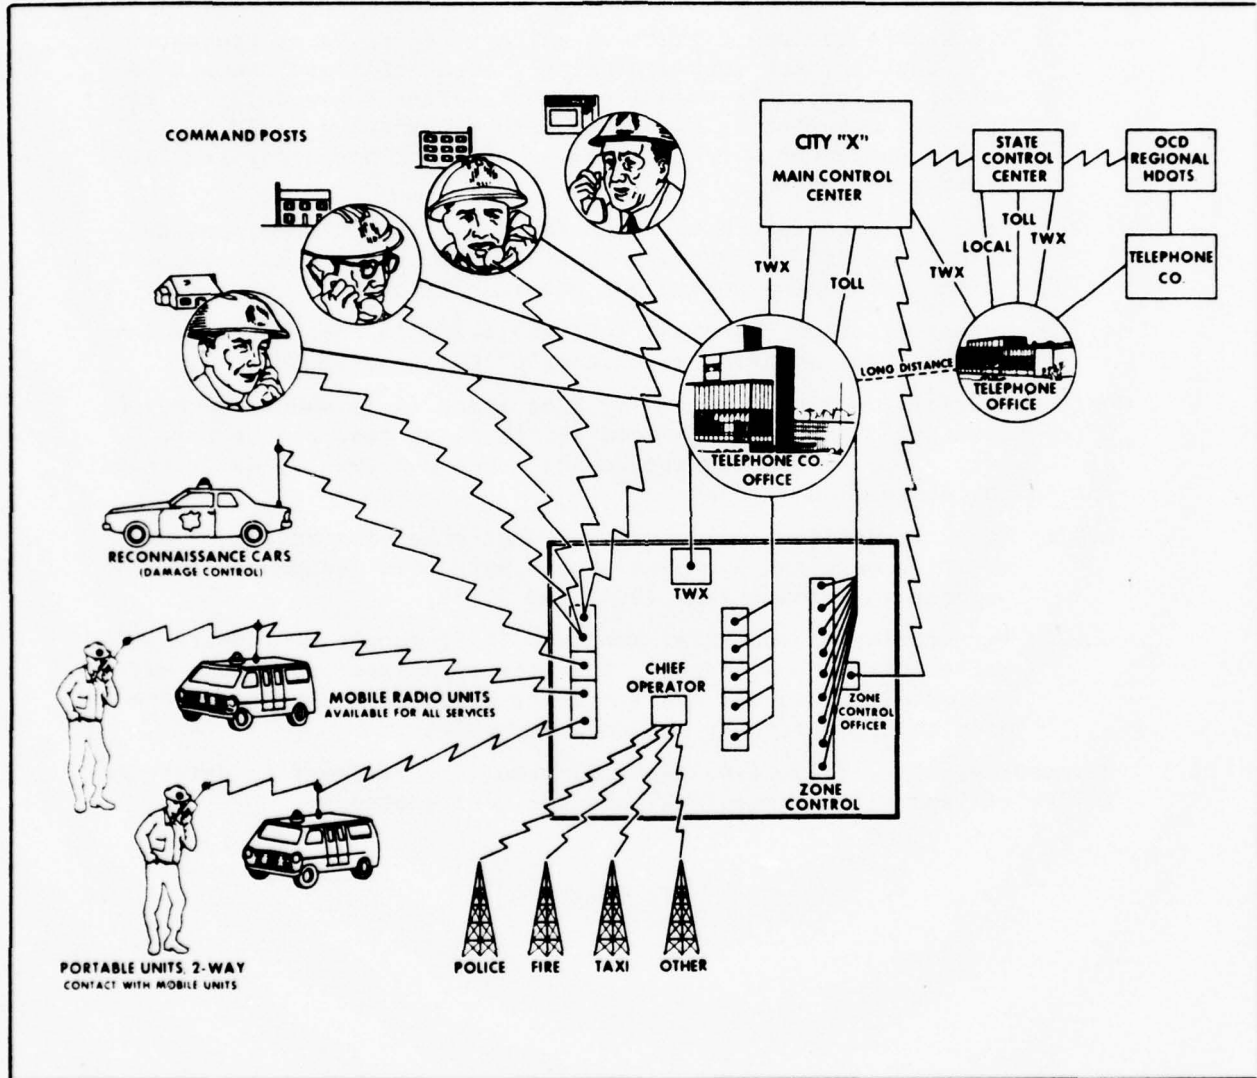 COMMAND POSTS
CITY "X"
MAIN CONTROL
CENTER
STATE
CONTROL
CENTER
OCD
REGIONAL
HDQTS
TWX
TOLL
TWX
LOCAL
TOLL
TWX
TELEPHONE
CO.
LONG DISTANCE
TELEPHONE
OFFICE
TELEPHONE CO.
OFFICE
RECONNAISSANCE CARS
(DAMAGE CONTROL)
TWX
CHIEF
OPERATOR
MOBILE RADIO UNITS
AVAILABLE FOR ALL SERVICES
ZONE
CONTROL
OFFICER
ZONE
CONTROL
POLICE
FIRE
TAXI
OTHER
PORTABLE UNITS, 2-WAY
CONTACT WITH MOBILE UNITS